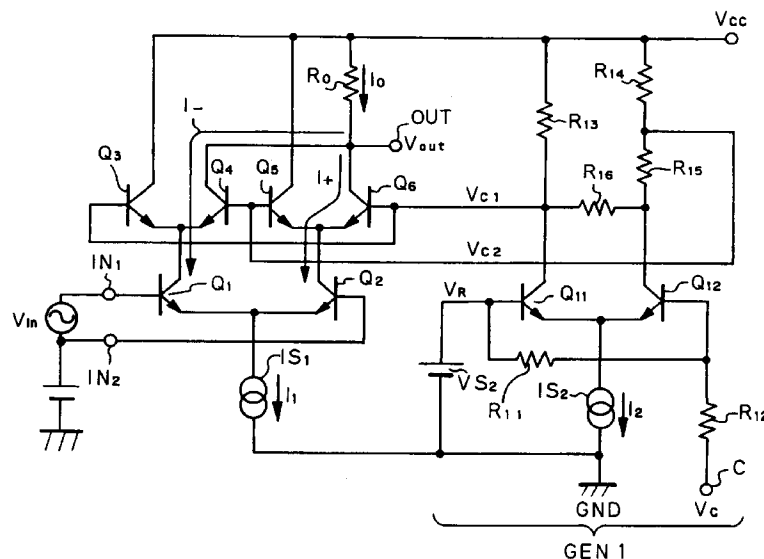 Vcc
R14
R0
I0
I-
OUT
Vout
R13
R15
Q3
Q4
Q5
I+
Q6
R16
Vc1
Vc2
IN1
Q1
Q2
VR
Q11
Q12
Vin
IN2
IS1
I1
VS2
R11
IS2
I2
R12
C
GND
Vc
GEN 1